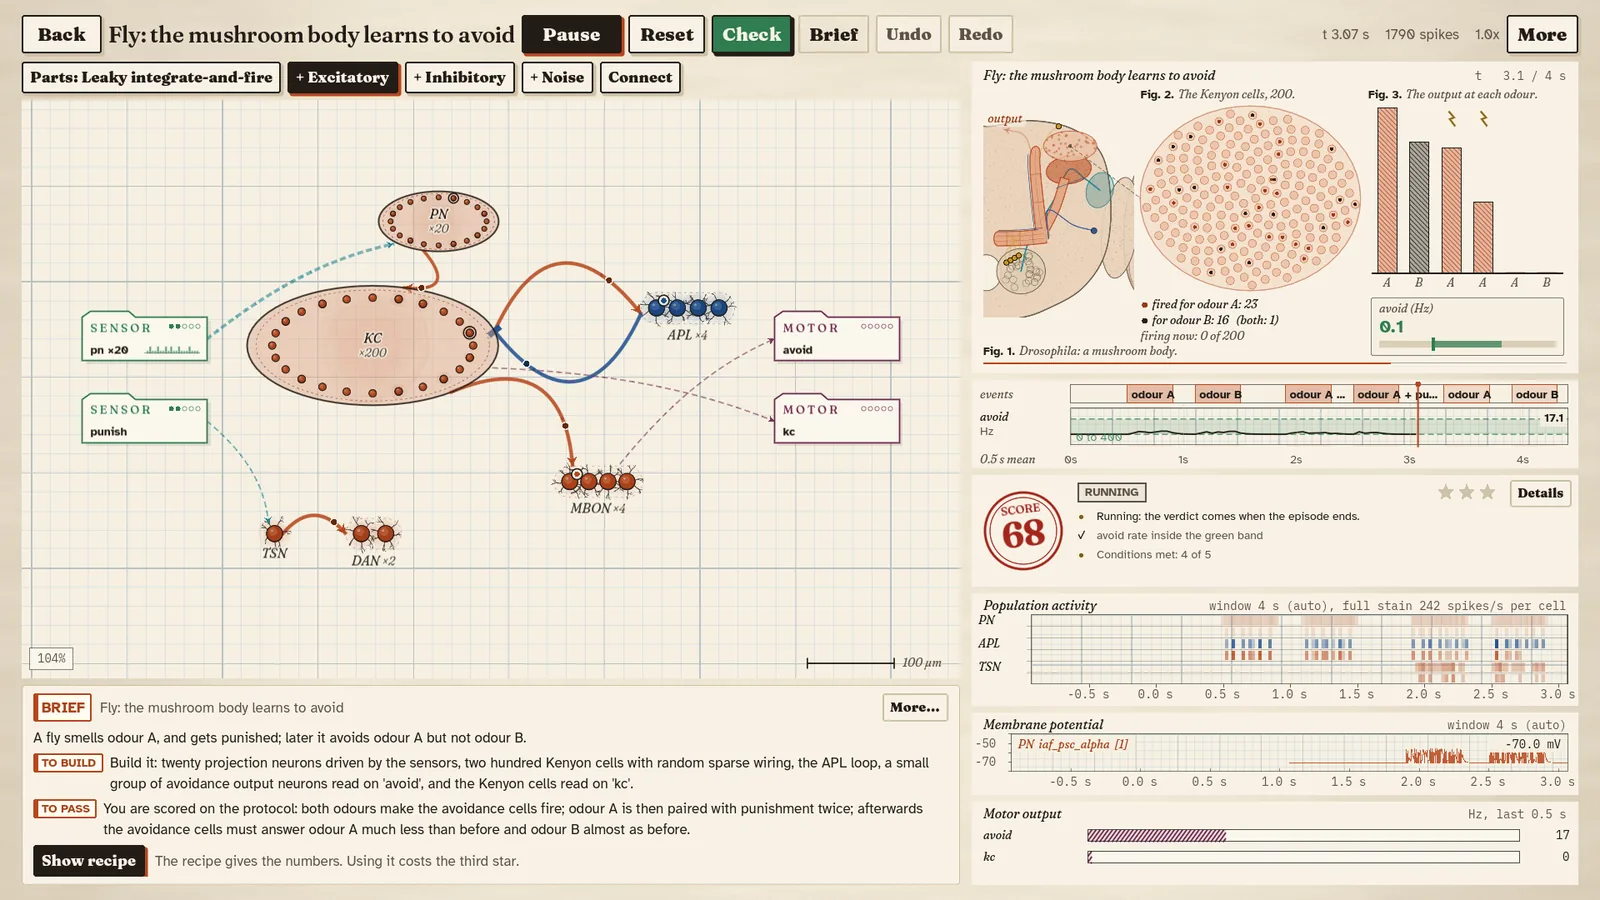 Back Fly: the mushroom body learns to avoid Pause Reset Check Brief Undo Redo t 3.07 s 1790 spikes 1.0x More
Parts: Leaky integrate-and-fire + Excitatory + Inhibitory + Noise Connect
PN
×20
KC
×200
APL ×4
MBON ×4
TSN
DAN ×2
SENSOR
pn ×20
SENSOR
punish
MOTOR
avoid
MOTOR
kc
104%
100 µm
BRIEF Fly: the mushroom body learns to avoid More...
A fly smells odour A, and gets punished; later it avoids odour A but not odour B.
TO BUILD Build it: twenty projection neurons driven by the sensors, two hundred Kenyon cells with random sparse wiring, the APL loop, a small
group of avoidance output neurons read on 'avoid', and the Kenyon cells read on 'kc'.
TO PASS You are scored on the protocol: both odours make the avoidance cells fire; odour A is then paired with punishment twice; afterwards
the avoidance cells must answer odour A much less than before and odour B almost as before.
Show recipe The recipe gives the numbers. Using it costs the third star.
Fly: the mushroom body learns to avoid t 3.1 / 4 s
Fig. 2. The Kenyon cells, 200. Fig. 3. The output at each odour.
output
A B A A A B
fired for odour A: 23
for odour B: 16 (both: 1)
firing now: 0 of 200
Fig. 1. Drosophila: a mushroom body.
avoid (Hz)
0.1
events odour A odour B odour A ... odour A + pu... odour A odour B
avoid 17.1
Hz 0 to 400
0.5 s mean 0s 1s 2s 3s 4s
SCORE
68
RUNNING Details
Running: the verdict comes when the episode ends.
✓ avoid rate inside the green band
Conditions met: 4 of 5
Population activity window 4 s (auto), full stain 242 spikes/s per cell
PN
APL
TSN
-0.5 s 0.0 s 0.5 s 1.0 s 1.5 s 2.0 s 2.5 s 3.0 s
Membrane potential window 4 s (auto)
-50 PN iaf_psc_alpha [1] -70.0 mV
-70
-0.5 s 0.0 s 0.5 s 1.0 s 1.5 s 2.0 s 2.5 s 3.0 s
Motor output Hz, last 0.5 s
avoid 17
kc 0